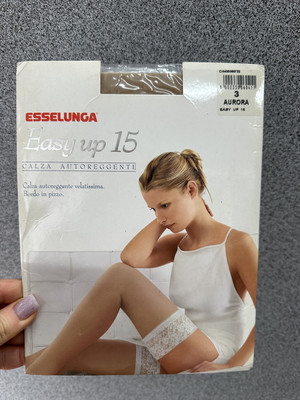 3
AURORA
EASY UP 15
ESSELUNGA
Easy up 15
CALZA AUTOREGGENTE
Calza autoreggente velatissima.
Bordo in pizzo.